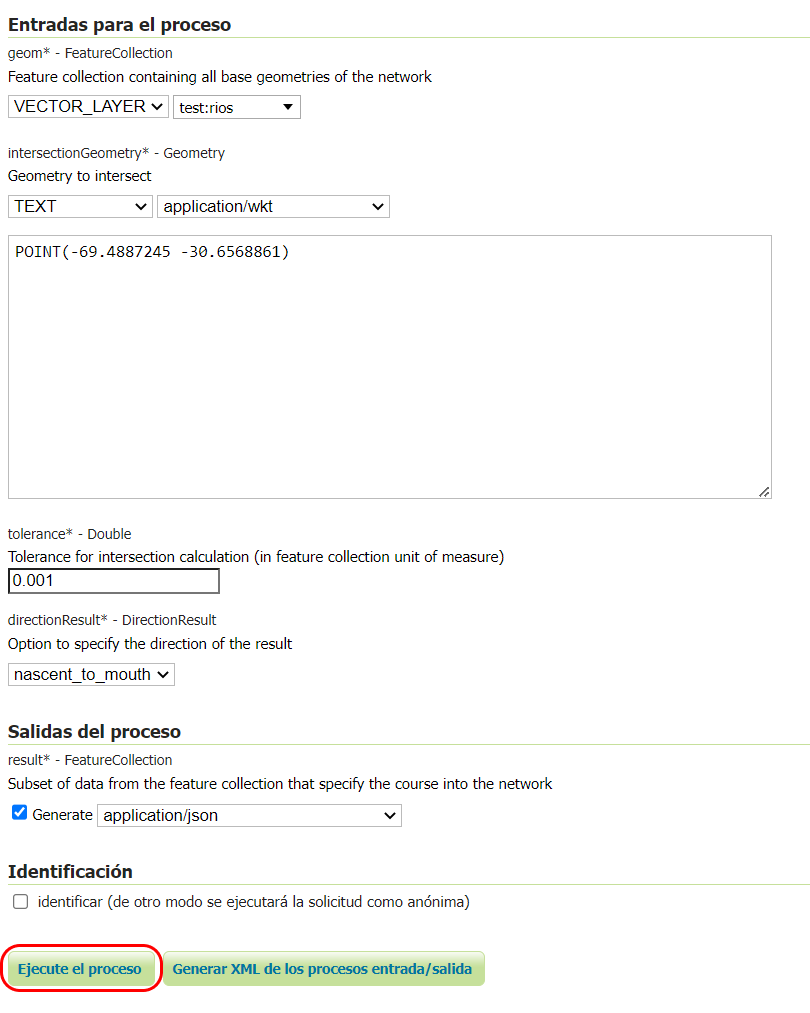 Entradas para el proceso
geom* - FeatureCollection
Feature collection containing all base geometries of the network
VECTOR_LAYER test:rios
intersectionGeometry* - Geometry
Geometry to intersect
TEXT application/wkt
POINT(-69.4887245 -30.6568861)
tolerance* - Double
Tolerance for intersection calculation (in feature collection unit of measure)
0.001
directionResult* - DirectionResult
Option to specify the direction of the result
nascent_to_mouth
Salidas del proceso
result* - FeatureCollection
Subset of data from the feature collection that specify the course into the network
Generate application/json
Identificación
identificar (de otro modo se ejecutará la solicitud como anónima)
Ejecute el proceso Generar XML de los procesos entrada/salida